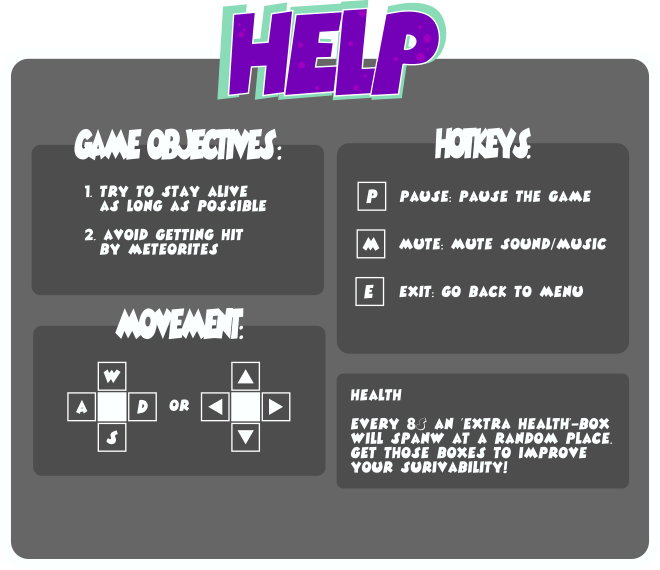 HELP
GAME OBJECTIVES:
1. TRY TO STAY ALIVE
AS LONG AS POSSIBLE
2. AVOID GETTING HIT
BY METEORITES
MOVEMENT:
W
A D OR
S
HOTKEYS:
P PAUSE: PAUSE THE GAME
M MUTE: MUTE SOUND/MUSIC
E EXIT: GO BACK TO MENU
HEALTH
EVERY 8S AN 'EXTRA HEALTH'-BOX
WILL SPANW AT A RANDOM PLACE.
GET THOSE BOXES TO IMPROVE
YOUR SURIVABILITY!